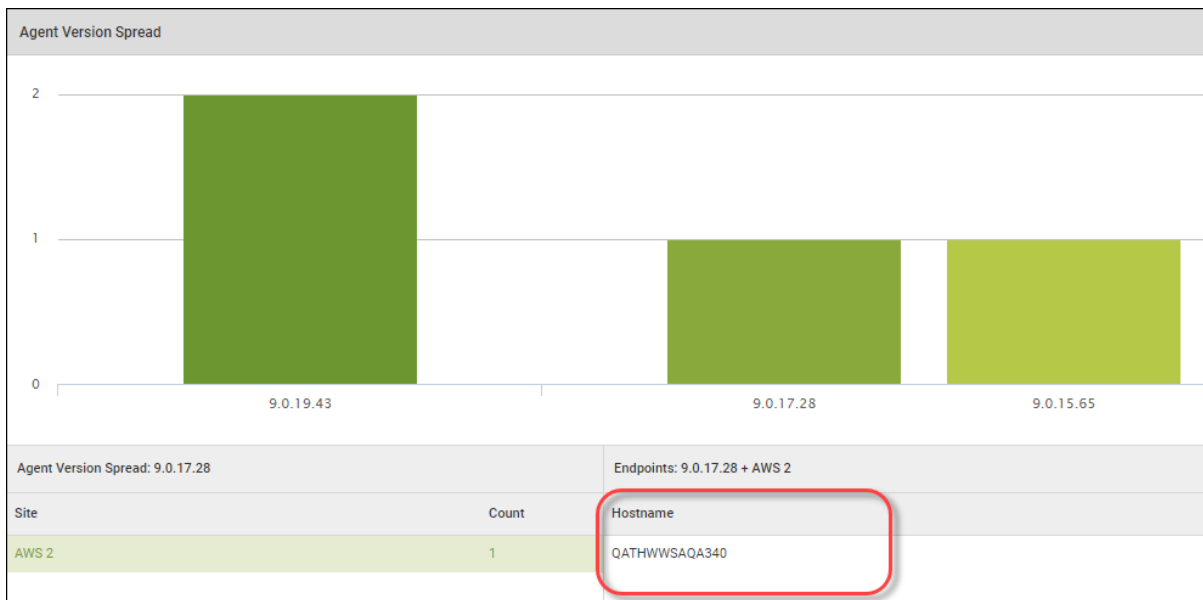 Agent Version Spread
2
1
0
9.0.19.43 9.0.17.28 9.0.15.65
Agent Version Spread: 9.0.17.28 Endpoints: 9.0.17.28 + AWS 2
Site Count Hostname
AWS 2 1 QATHWWSAQA340